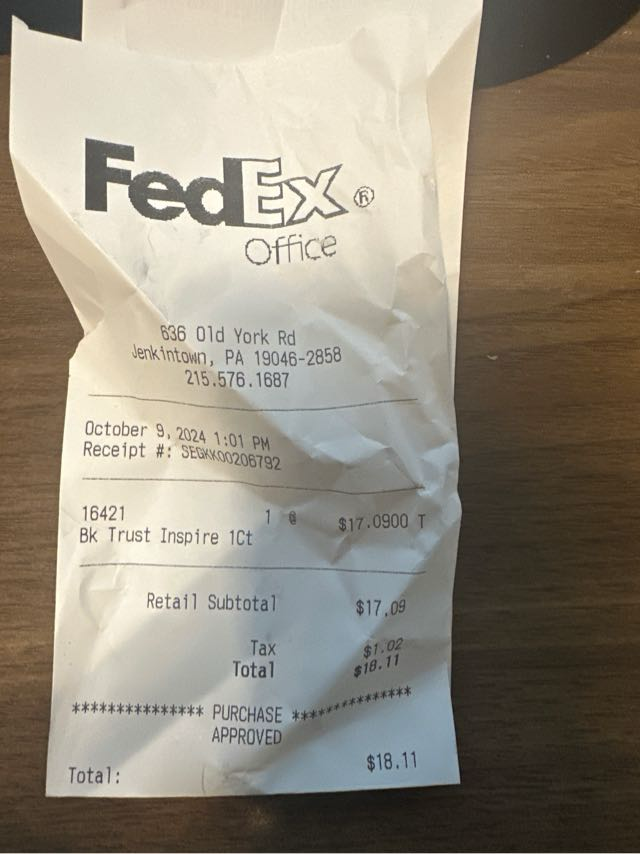 FedEx®
Office
636 Old York Rd
Jenkintown, PA 19046-2858
215.576.1687
October 9, 2024 1:01 PM
Receipt #: SEGKK00206792
16421 1 @ $17.0900 T
Bk Trust Inspire 1Ct
Retail Subtotal $17.09
Tax $1.02
Total $18.11
*************** PURCHASE ***************
APPROVED
Total: $18.11